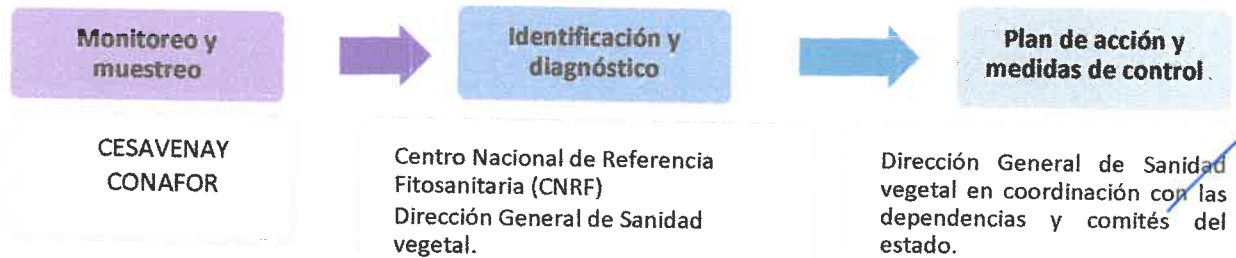 Monitoreo y
muestreo
Identificación y
diagnóstico
Plan de acción y
medidas de control
CESAVENAY
CONAFOR
Centro Nacional de Referencia
Fitosanitaria (CNRF)
Dirección General de Sanidad
vegetal.
Dirección General de Sanidad
vegetal en coordinación con las
dependencias y comités del
estado.